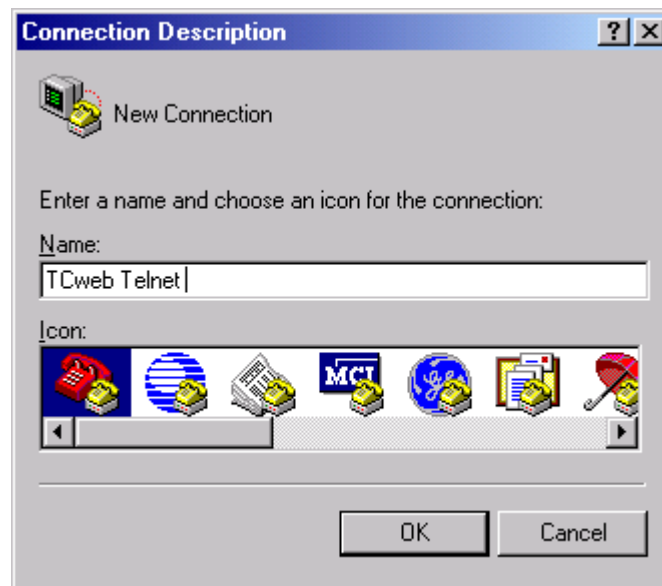 Connection Description
New Connection
Enter a name and choose an icon for the connection:
Name:
TCweb Telnet
Icon:
MCI
OK Cancel